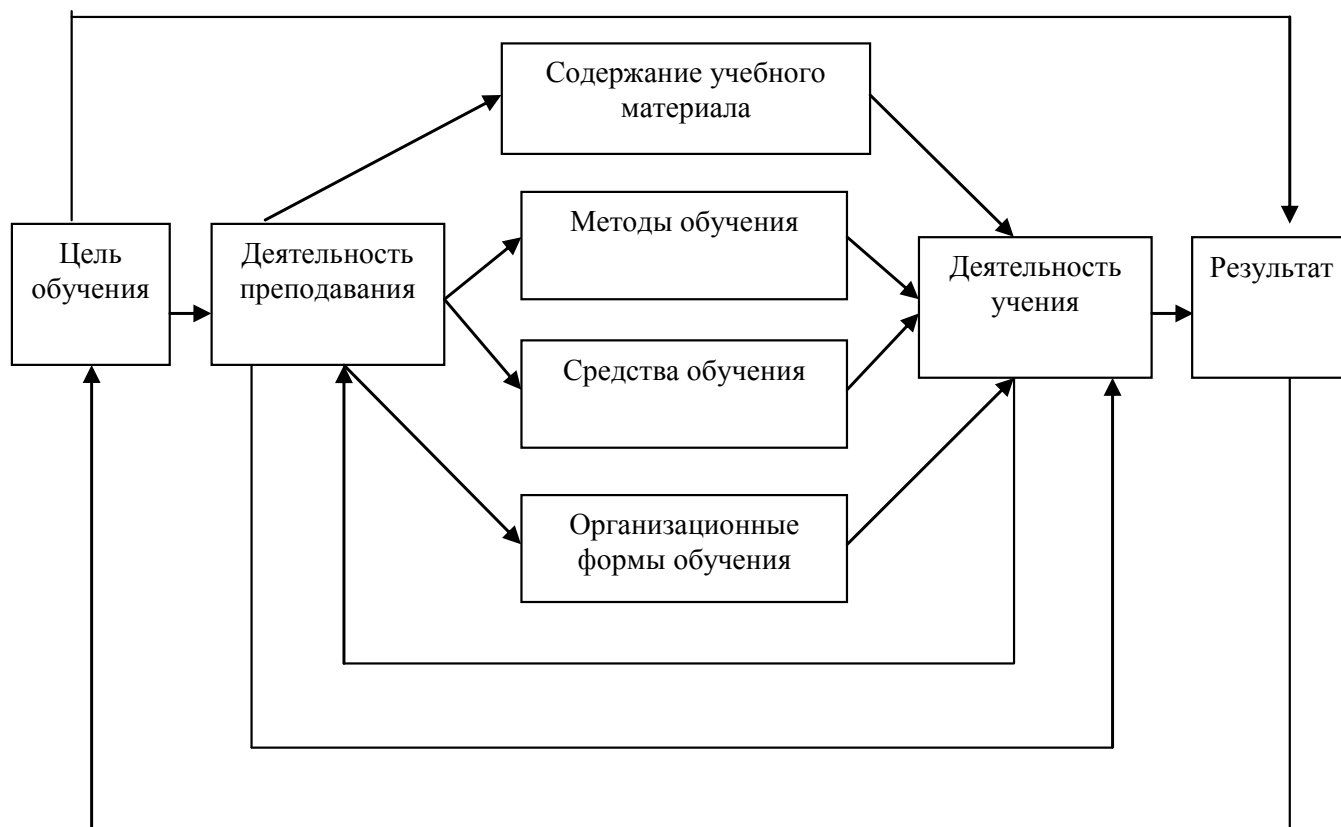 Содержание учебного
материала
Методы обучения
Цель
обучения
Деятельность
преподавания
Деятельность
учения
Результат
Средства обучения
Организационные
формы обучения